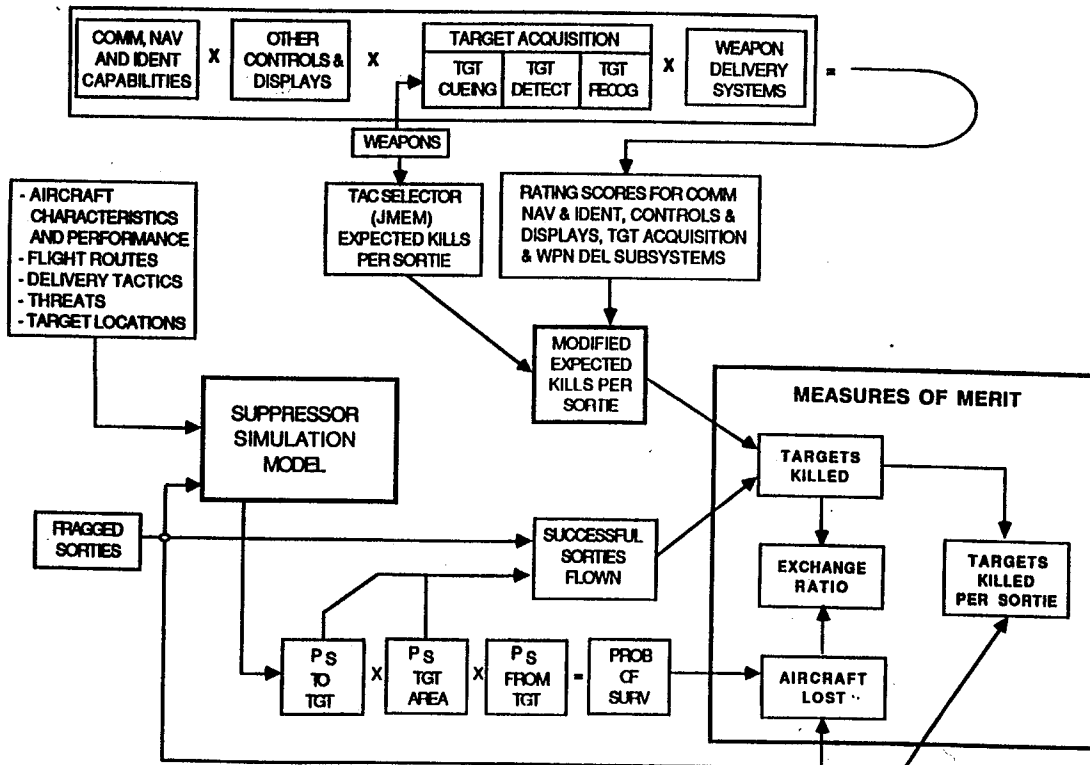 COMM, NAV
AND IDENT
CAPABILITIES
X
OTHER
CONTROLS &
DISPLAYS
X
TARGET ACQUISITION
TGT
CUEING
TGT
DETECT
TGT
RECOG
X
WEAPON
DELIVERY
SYSTEMS
=
WEAPONS
- AIRCRAFT
CHARACTERISTICS
AND PERFORMANCE
- FLIGHT ROUTES
- DELIVERY TACTICS
- THREATS
- TARGET LOCATIONS
TAC SELECTOR
(JMEM)
EXPECTED KILLS
PER SORTIE
RATING SCORES FOR COMM
NAV & IDENT, CONTROLS &
DISPLAYS, TGT ACQUISITION
& WPN DEL SUBSYSTEMS
MODIFIED
EXPECTED
KILLS PER
SORTIE
SUPPRESSOR
SIMULATION
MODEL
MEASURES OF MERIT
TARGETS
KILLED
FRAGGED
SORTIES
SUCCESSFUL
SORTIES
FLOWN
EXCHANGE
RATIO
TARGETS
KILLED
PER SORTIE
PS
TO
TGT
X
PS
TGT
AREA
X
PS
FROM
TGT
=
PROB
OF
SURV
AIRCRAFT
LOST